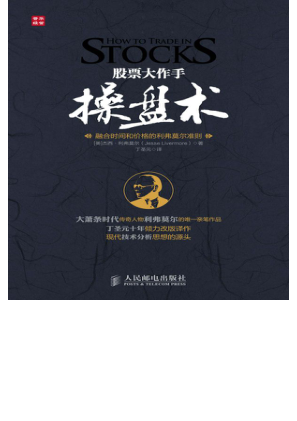 HOW TO TRADE IN
STOCKS
股票大作手
操盘术
融合时间和价格的利弗莫尔准则
[美]杰西·利弗莫尔（Jesse Livermore）著
丁圣元 译
大萧条时代传奇人物利弗莫尔的唯一亲笔作品
丁圣元十年倾力改版译作
现代技术分析思想的源头
人民邮电出版社
POSTS & TELECOM PRESS